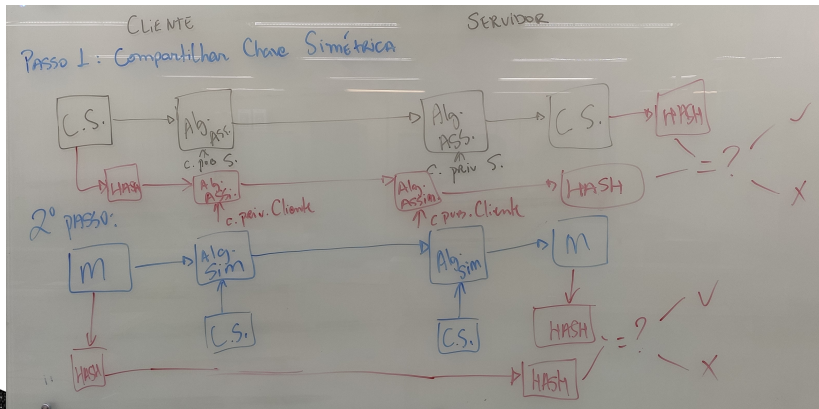 CLIENTE SERVIDOR
PASSO 1: Compartilhar Chave SIMÉTRICA
C.S. Alg. ASS. Alg. ASS. C.S. HASH
c. pub S. c. priv S.
HASH Alg. Assi. Alg. ASSim. HASH = ? ✓ X
c. priv. Cliente c pub. Cliente
2º PASSO:
M Alg. Sim Alg. Sim M
C.S. C.S. HASH
HASH HASH = ? ✓ X